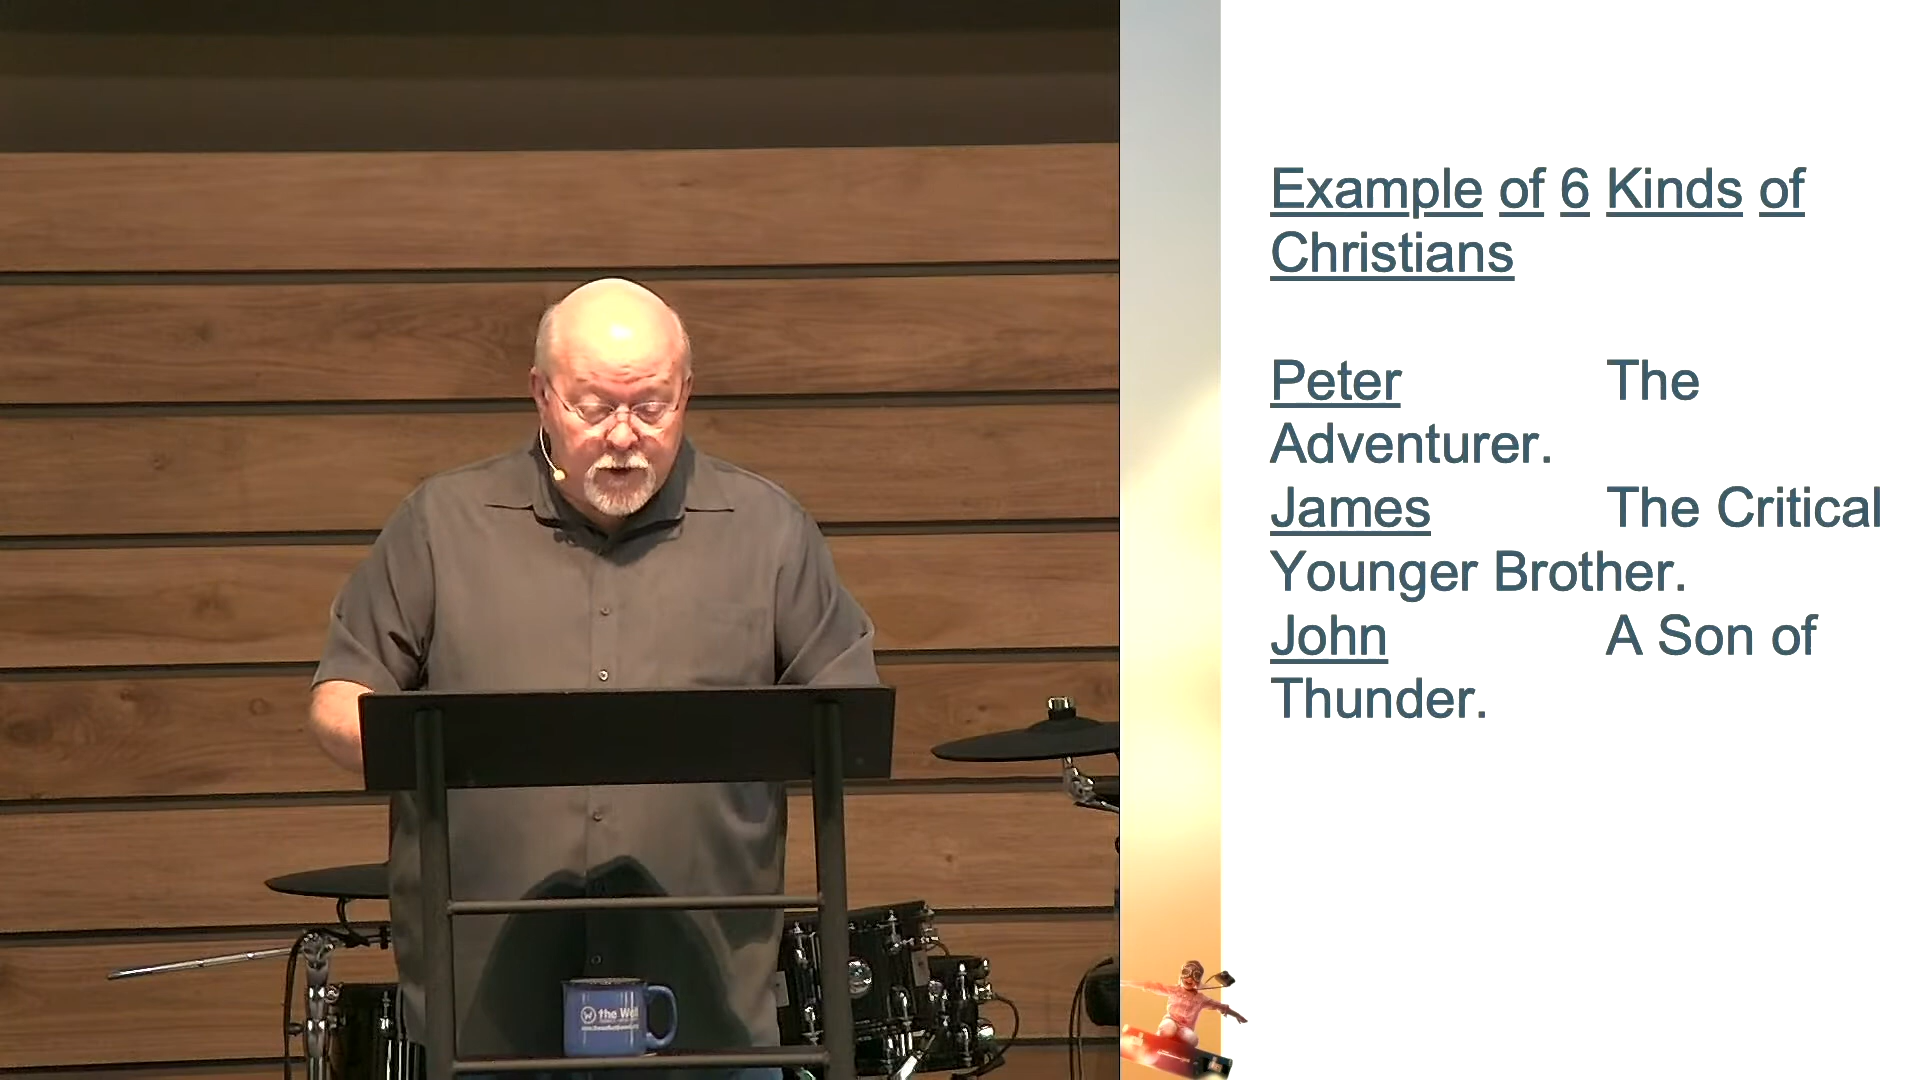 Example of 6 Kinds of
Christians
Peter The
Adventurer.
James The Critical
Younger Brother.
John A Son of
Thunder.
the